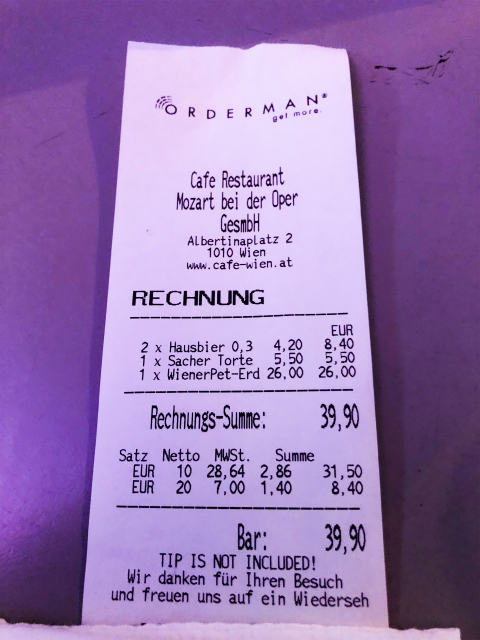 ORDERMAN®
get more.
Cafe Restaurant
Mozart bei der Oper
GesmbH
Albertinaplatz 2
1010 Wien
www.cafe-wien.at
RECHNUNG
EUR
2 x Hausbier 0,3 4,20 8,40
1 x Sacher Torte 5,50 5,50
1 x WienerPet-Erd 26,00 26,00
Rechnungs-Summe: 39,90
Satz Netto MWSt. Summe
EUR 10 28,64 2,86 31,50
EUR 20 7,00 1,40 8,40
Bar: 39,90
TIP IS NOT INCLUDED!
Wir danken für Ihren Besuch
und freuen uns auf ein Wiederseh